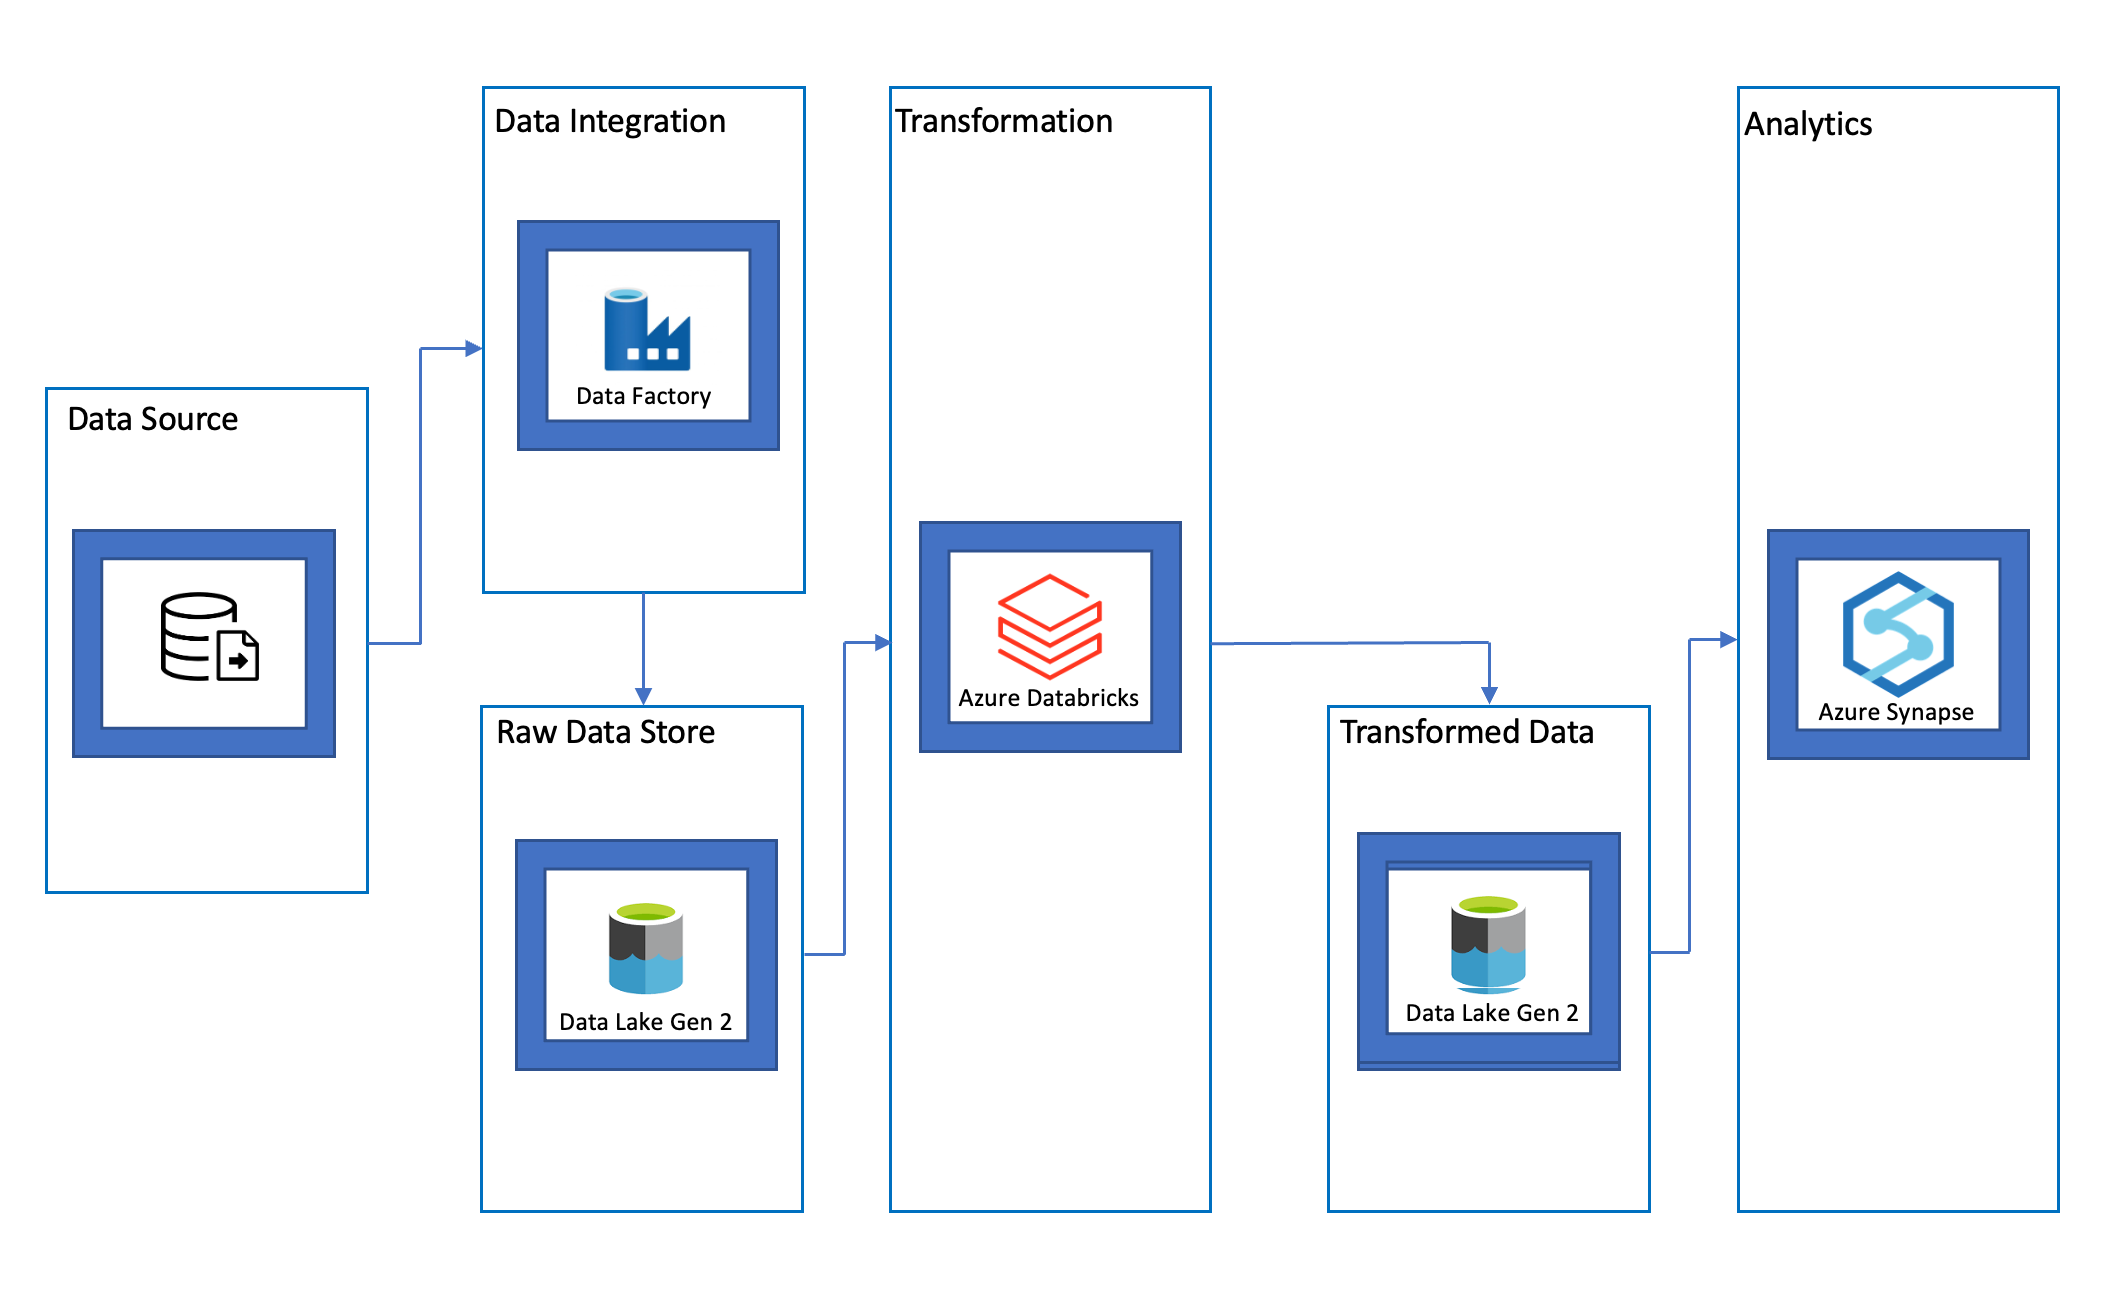 Data Source
Data Integration
Data Factory
Raw Data Store
Data Lake Gen 2
Transformation
Azure Databricks
Transformed Data
Data Lake Gen 2
Analytics
Azure Synapse